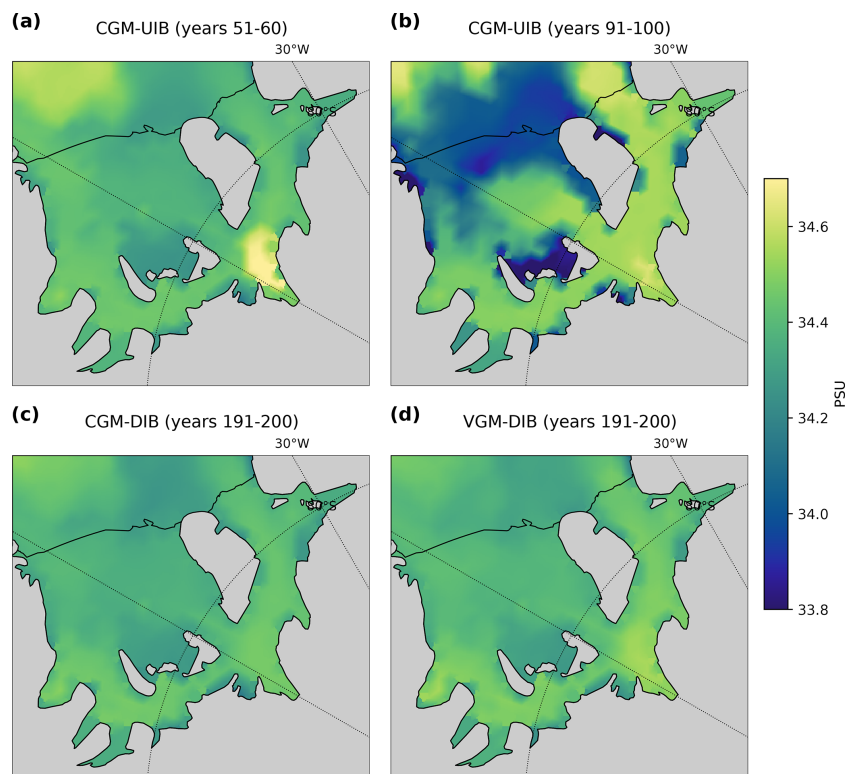 (a)
CGM-UIB (years 51-60)
30°W
(b)
CGM-UIB (years 91-100)
30°W
34.6
34.4
34.2
34.0
33.8
PSU
(c)
CGM-DIB (years 191-200)
30°W
(d)
VGM-DIB (years 191-200)
30°W